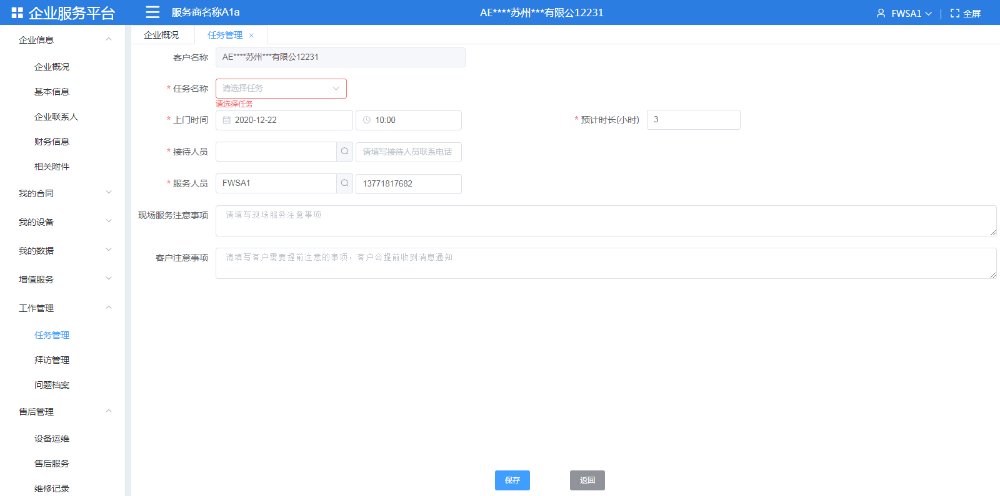 企业服务平台
服务商名称A1a
AE****苏州***有限公12231
FWSA1
全屏
企业信息
企业概况
基本信息
企业联系人
财务信息
相关附件
我的合同
我的设备
我的数据
增值服务
工作管理
任务管理
拜访管理
问题档案
售后管理
设备运维
售后服务
维修记录
企业概况
任务管理 ×
客户名称 AE****苏州***有限公12231
* 任务名称 请选择任务
请选择任务
* 上门时间 2020-12-22 10:00 * 预计时长(小时) 3
* 接待人员 请填写接待人员联系电话
* 服务人员 FWSA1 13771817682
现场服务注意事项 请填写现场服务注意事项
客户注意事项 请填写客户需要提前注意的事项，客户会提前收到消息通知
保存 返回